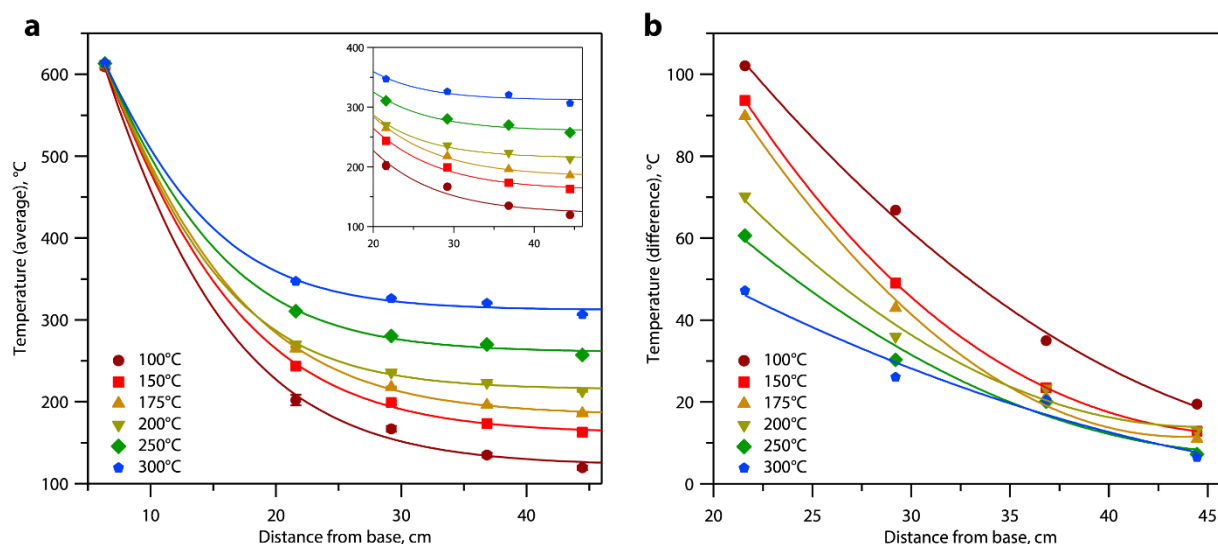 a
Temperature (average), °C
600
500
400
300
200
100
10
20
30
40
Distance from base, cm
100°C
150°C
175°C
200°C
250°C
300°C
400
300
200
100
20
30
40
b
Temperature (difference), °C
100
80
60
40
20
0
20
25
30
35
40
45
Distance from base, cm
100°C
150°C
175°C
200°C
250°C
300°C